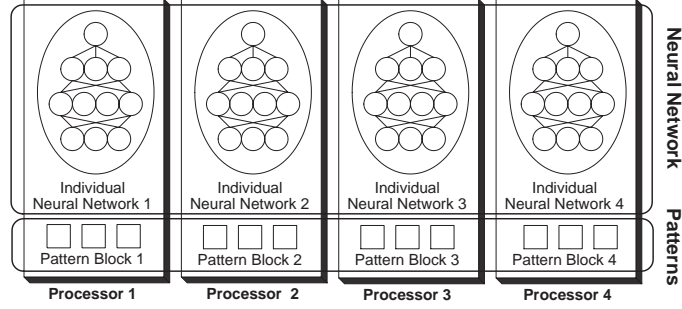 Individual
Neural Network 1
Individual
Neural Network 2
Individual
Neural Network 3
Individual
Neural Network 4
Neural Network
Pattern Block 1
Pattern Block 2
Pattern Block 3
Pattern Block 4
Patterns
Processor 1
Processor 2
Processor 3
Processor 4